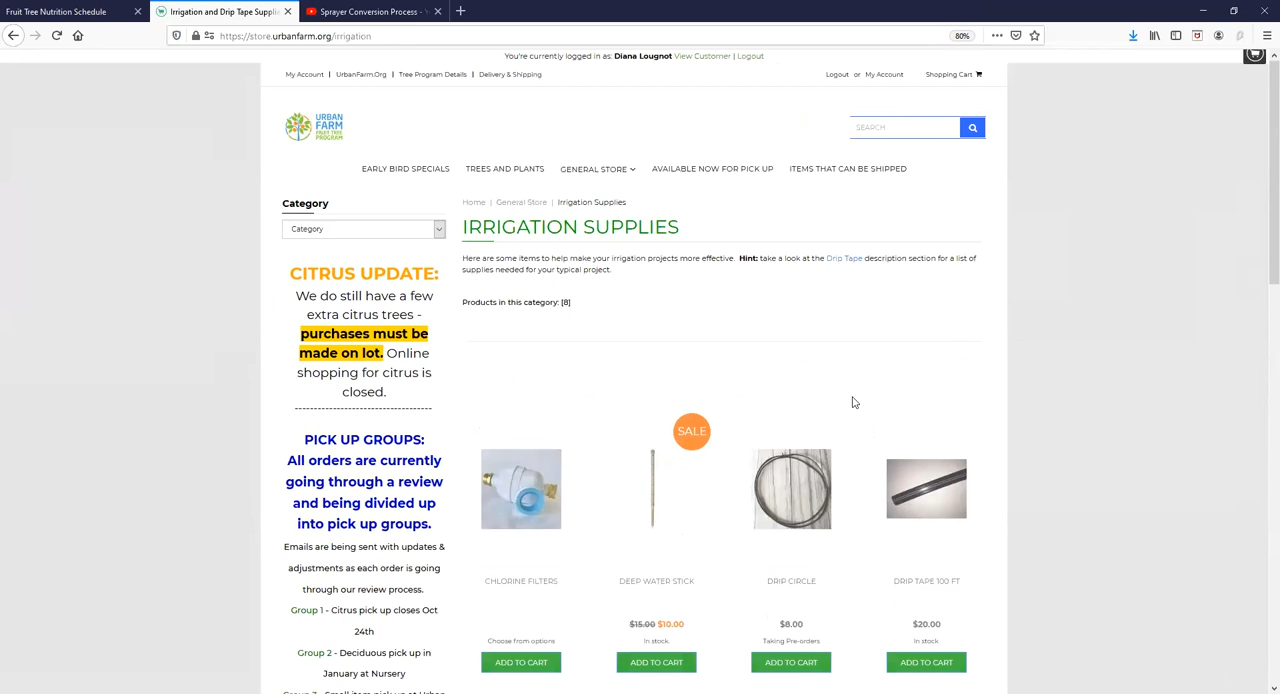 Fruit Tree Nutrition Schedule
Irrigation and Drip Tape Supplie
Sprayer Conversion Process - Y
https://store.urbanfarm.org/irrigation
80%
You're currently logged in as: Diana Lougnot View Customer | Logout
My Account | UrbanFarm.Org | Tree Program Details | Delivery & Shipping
Logout or My Account Shopping Cart
URBAN
FARM
FRUIT TREE
PROGRAM
SEARCH
EARLY BIRD SPECIALS TREES AND PLANTS GENERAL STORE AVAILABLE NOW FOR PICK UP ITEMS THAT CAN BE SHIPPED
Category
Category
CITRUS UPDATE:
We do still have a few
extra citrus trees -
purchases must be
made on lot. Online
shopping for citrus is
closed.
-----------------------------------
PICK UP GROUPS:
All orders are currently
going through a review
and being divided up
into pick up groups.
Emails are being sent with updates &
adjustments as each order is going
through our review process.
Group 1 - Citrus pick up closes Oct
24th
Group 2 - Deciduous pick up in
January at Nursery
Group 3 - Small item pick up at Urban
Home | General Store | Irrigation Supplies
IRRIGATION SUPPLIES
Here are some items to help make your irrigation projects more effective. Hint: take a look at the Drip Tape description section for a list of
supplies needed for your typical project.
Products in this category: [8]
SALE
CHLORINE FILTERS
Choose from options
ADD TO CART
DEEP WATER STICK
$15.00 $10.00
In stock.
ADD TO CART
DRIP CIRCLE
$8.00
Taking Pre-orders
ADD TO CART
DRIP TAPE 100 FT
$20.00
In stock
ADD TO CART